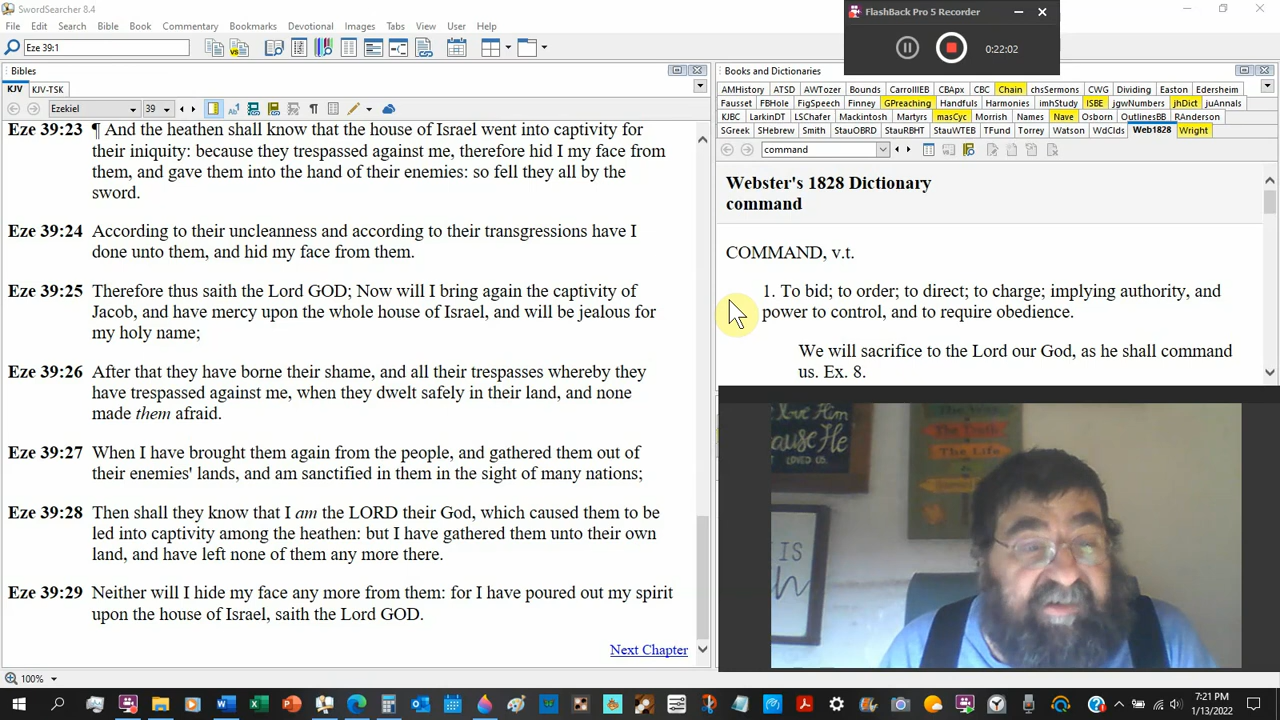 SwordSearcher 8.4
File Edit Search Bible Book Commentary Bookmarks Devotional Images Tabs View User Help
Eze 39:1
FlashBack Pro 5 Recorder
0:22:02
Bibles
KJV KJV-TSK
Ezekiel 39
Eze 39:23 ¶ And the heathen shall know that the house of Israel went into captivity for
their iniquity: because they trespassed against me, therefore hid I my face from
them, and gave them into the hand of their enemies: so fell they all by the
sword.
Eze 39:24 According to their uncleanness and according to their transgressions have I
done unto them, and hid my face from them.
Eze 39:25 Therefore thus saith the Lord GOD; Now will I bring again the captivity of
Jacob, and have mercy upon the whole house of Israel, and will be jealous for
my holy name;
Eze 39:26 After that they have borne their shame, and all their trespasses whereby they
have trespassed against me, when they dwelt safely in their land, and none
made them afraid.
Eze 39:27 When I have brought them again from the people, and gathered them out of
their enemies' lands, and am sanctified in them in the sight of many nations;
Eze 39:28 Then shall they know that I am the LORD their God, which caused them to be
led into captivity among the heathen: but I have gathered them unto their own
land, and have left none of them any more there.
Eze 39:29 Neither will I hide my face any more from them: for I have poured out my spirit
upon the house of Israel, saith the Lord GOD.
Next Chapter
100%
Books and Dictionaries
AMHistory ATSD AWTozer Bounds CarrollEIB CBApx CBC Chain chsSermons CWG Dividing Easton Edersheim
Fausset FBHole FigSpeech Finney GPreaching Handfuls Harmonies imhStudy ISBE jgwNumbers jhDict juAnnals
KJBC LarkinDT LSChafer Mackintosh Martyrs masCyc Morrish Names Nave Osborn OutlinesBB RAnderson
SGreek SHebrew Smith StauOBRD StauRBHT StauWTEB TFund Torrey Watson WdClds Web1828 Wright
command
Webster's 1828 Dictionary
command
COMMAND, v.t.
1. To bid; to order; to direct; to charge; implying authority, and
power to control, and to require obedience.
We will sacrifice to the Lord our God, as he shall command
us. Ex. 8.
Love Him
cause He
LOVED US.
The Truth
The Life
IS
7:21 PM
1/13/2022